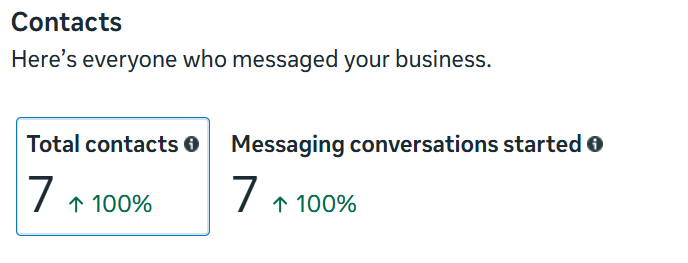 Contacts
Here’s everyone who messaged your business.
Total contacts
Messaging conversations started
7 ↑ 100%
7 ↑ 100%